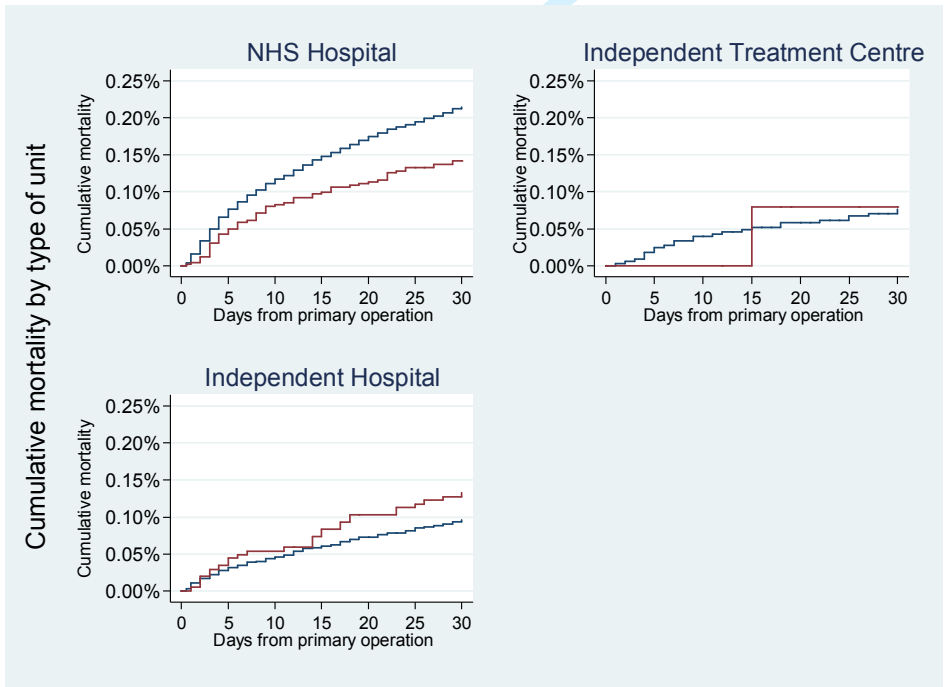 Cumulative mortality by type of unit
NHS Hospital
Cumulative mortality
0.25%
0.20%
0.15%
0.10%
0.05%
0.00%
0 5 10 15 20 25 30
Days from primary operation
Independent Treatment Centre
Cumulative mortality
0.25%
0.20%
0.15%
0.10%
0.05%
0.00%
0 5 10 15 20 25 30
Days from primary operation
Independent Hospital
Cumulative mortality
0.25%
0.20%
0.15%
0.10%
0.05%
0.00%
0 5 10 15 20 25 30
Days from primary operation